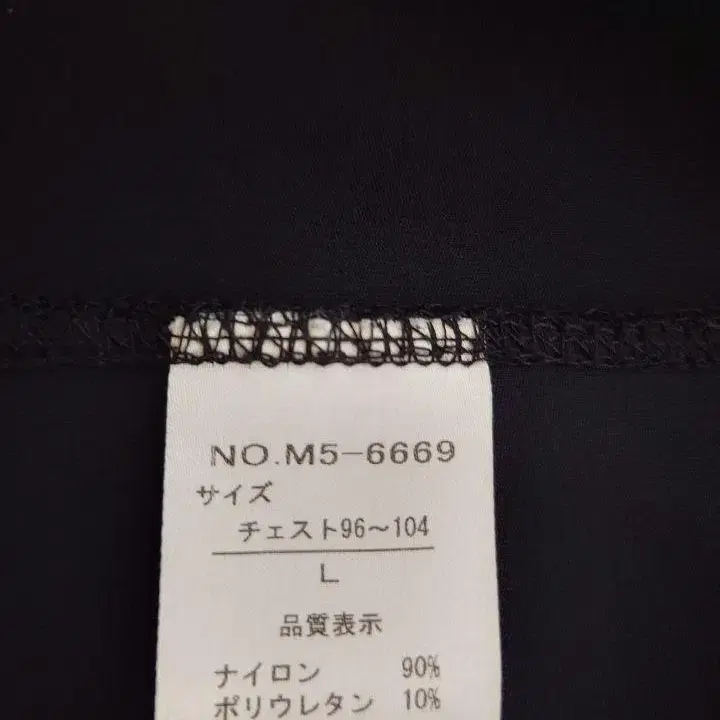 NO.M5-6669
サイズ
チェスト96～104
L
品質表示
ナイロン 90%
ポリウレタン 10%